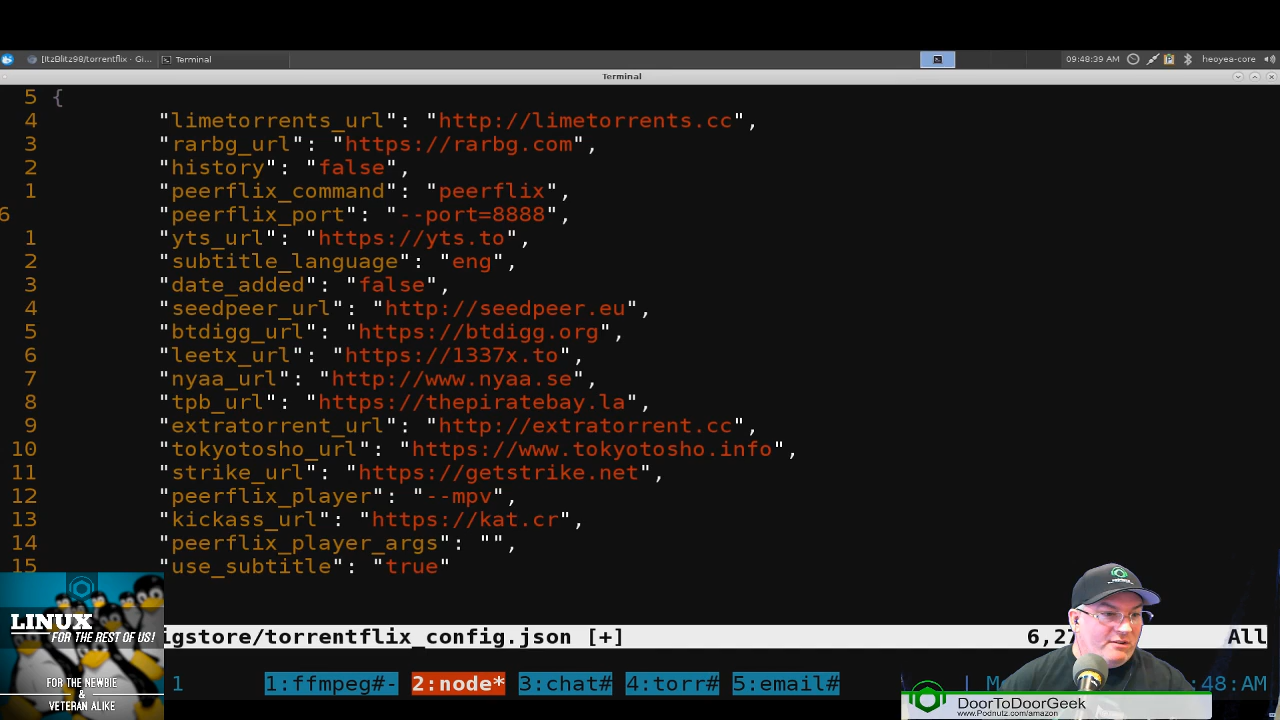 [ItzBlitz98/torrentflix - Gi...
Terminal
09:48:39 AM
heoyea-core
Terminal
5 {
4 "limetorrents_url": "http://limetorrents.cc",
3 "rarbg_url": "https://rarbg.com",
2 "history": "false",
1 "peerflix_command": "peerflix",
6 "peerflix_port": "--port=8888",
1 "yts_url": "https://yts.to",
2 "subtitle_language": "eng",
3 "date_added": "false",
4 "seedpeer_url": "http://seedpeer.eu",
5 "btdigg_url": "https://btdigg.org",
6 "leetx_url": "https://1337x.to",
7 "nyaa_url": "http://www.nyaa.se",
8 "tpb_url": "https://thepiratebay.la",
9 "extratorrent_url": "http://extratorrent.cc",
10 "tokyotosho_url": "https://www.tokyotosho.info",
11 "strike_url": "https://getstrike.net",
12 "peerflix_player": "--mpv",
13 "kickass_url": "https://kat.cr",
14 "peerflix_player_args": "",
15 "use_subtitle": "true"
LINUX
FOR THE REST OF US!
FOR THE NEWBIE
&
VETERAN ALIKE
igstore/torrentflix_config.json [+]
All
1 1:ffmpeg#- 2:node* 3:chat# 4:torr# 5:email#
:48:AM
DoorToDoorGeek
www.Podnutz.com/amazon